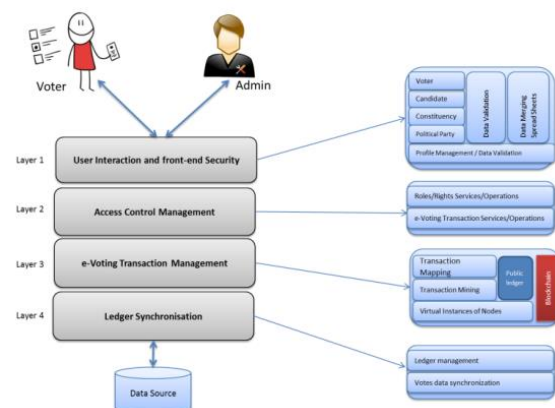 Voter
Admin
Layer 1
User Interaction and front-end Security
Layer 2
Access Control Management
Layer 3
e-Voting Transaction Management
Layer 4
Ledger Synchronisation
Data Source
Voter
Candidate
Constituency
Political Party
Data Validation
Data Merging
Spread Sheets
Profile Management / Data Validation
Roles/Rights Services/Operations
e-Voting Transaction Services/Operations
Transaction
Mapping
Transaction Mining
Public
ledger
Blockchain
Virtual Instances of Nodes
Ledger management
Votes data synchronization